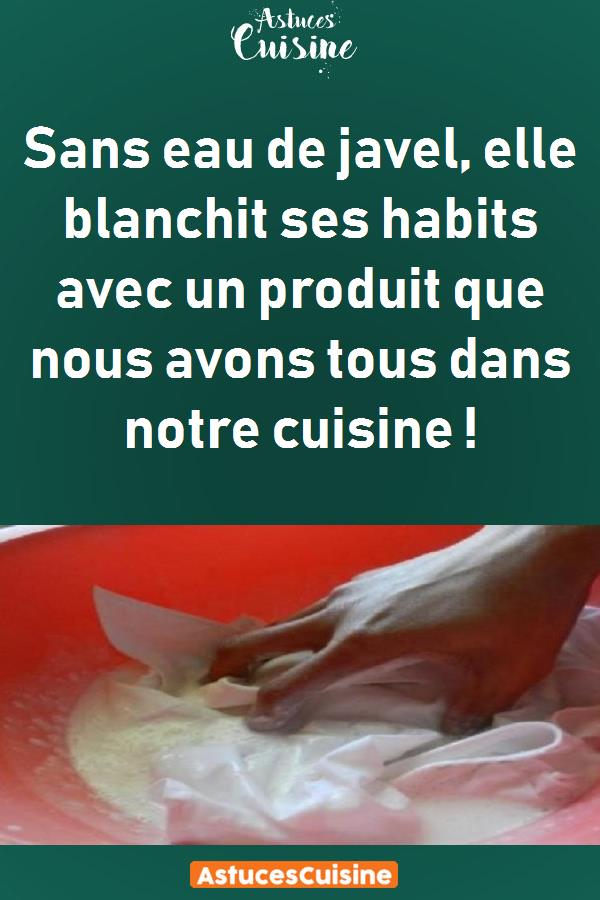 Astuces
Cuisine
Sans eau de javel, elle
blanchit ses habits
avec un produit que
nous avons tous dans
notre cuisine !
AstucesCuisine